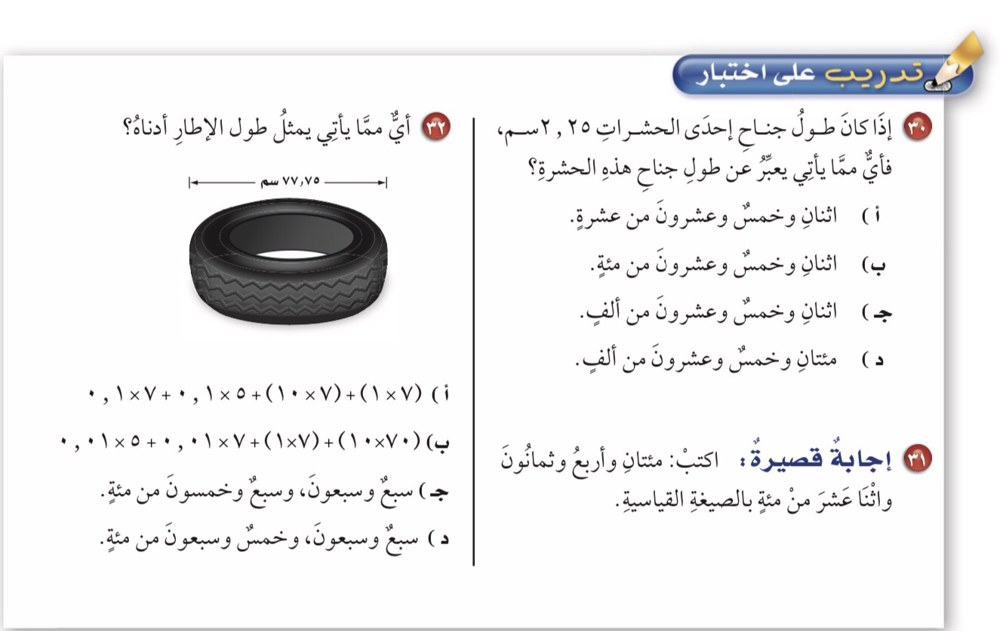 تدريب على اختبار
٣٠ إذَا كانَ طـولُ جنـاحِ إحدَى الحشـراتِ ٢,٢٥سـم،
فأيٌّ ممَّا يأتِي يعبِّرُ عن طولِ جناحِ هذهِ الحشرةِ؟
أ ) اثنانِ وخمسٌ وعشرونَ من عشرةٍ.
ب) اثنانِ وخمسٌ وعشرونَ من مئةٍ.
جـ ) اثنانِ وخمسٌ وعشرونَ من ألفٍ.
د ) مئتانِ وخمسٌ وعشرونَ من ألفٍ.
٣١ إجابةٌ قصيرةٌ: اكتبْ: مئتانِ وأربعُ وثمانُونَ
واثْنَا عَشرَ منْ مئةٍ بالصيغةِ القياسيةِ.
٣٢ أيٌّ ممَّا يأتِي يمثلُ طول الإطارِ أدناهُ؟
٧٧,٧٥ سم
أ ) (٧×١)+(٧×١٠)+٥×٠,١+٧×٠,١
ب) (٧٠×١٠)+(٧×١)+٧×٠,٠١+٥×٠,٠١
جـ ) سبعٌ وسبعونَ، وسبعٌ وخمسونَ من مئةٍ.
د ) سبعٌ وسبعونَ، وخمسٌ وسبعونَ من مئةٍ.